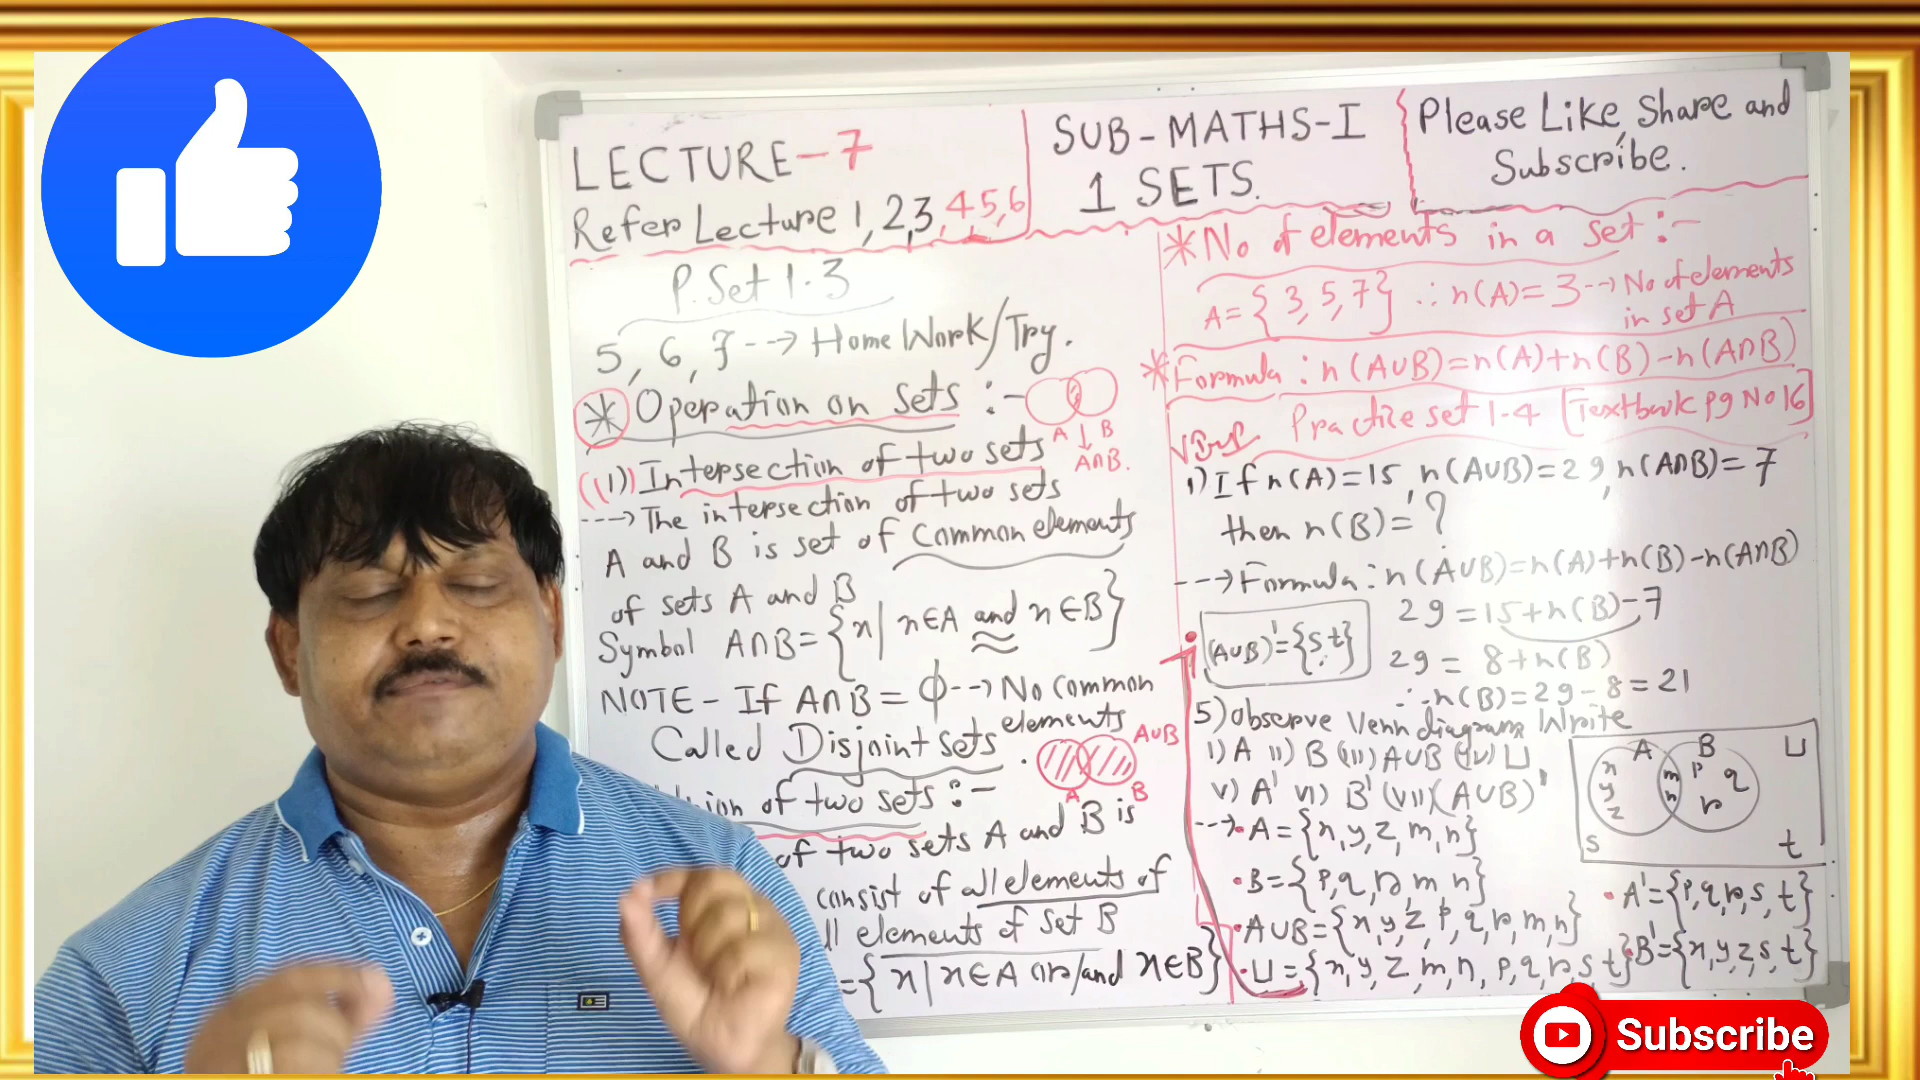 LECTURE-7
Refer Lecture 1,2,3,4,5,6
SUB-MATHS-I
1 SETS.
Please Like, Share and
Subscribe.
P. Set 1.3
5, 6, 7 --→ Home Work/Try.
* Operation on sets :-
A B
A∩B.
(1) Intersection of two sets
---→ The intersection of two sets
A and B is set of Common elements
of sets A and B
Symbol A∩B={x| x∈A and x∈B}
NOTE - If A∩B = ϕ--→ No common
elements
Called Disjoint sets.
A∪B
A B
of two sets :-
of two sets A and B is
consist of all elements of
elements of set B
={x|x∈A or/and x∈B}
*No of elements in a set :-
A={3,5,7} ∴ n(A)=3--→ No of elements
in set A
*Formula : n(A∪B)=n(A)+n(B)-n(A∩B)
Practice set 1.4 [Textbook pg No 16]
1) If n(A)=15, n(A∪B)=29, n(A∩B)=7
then n(B)=?
---→Formula: n(A∪B)=n(A)+n(B)-n(A∩B)
29=15+n(B)-7
29 = 8+n(B)
∴ n(B)=29-8=21
(A∪B)'={s,t}
5) Observe Venn diagram, Write
i) A ii) B (iii) A∪B (iv) U
v) A' vi) B' (vii) (A∪B)'
A B U
x y z m n p q r
s t
--→• A={x,y,z,m,n}
• B={p,q,r,m,n}
• A∪B={x,y,z,p,q,r,m,n}
• U={x,y,z,m,n,p,q,r,s,t}
• A'={p,q,r,s,t}
• B'={x,y,z,s,t}
Subscribe